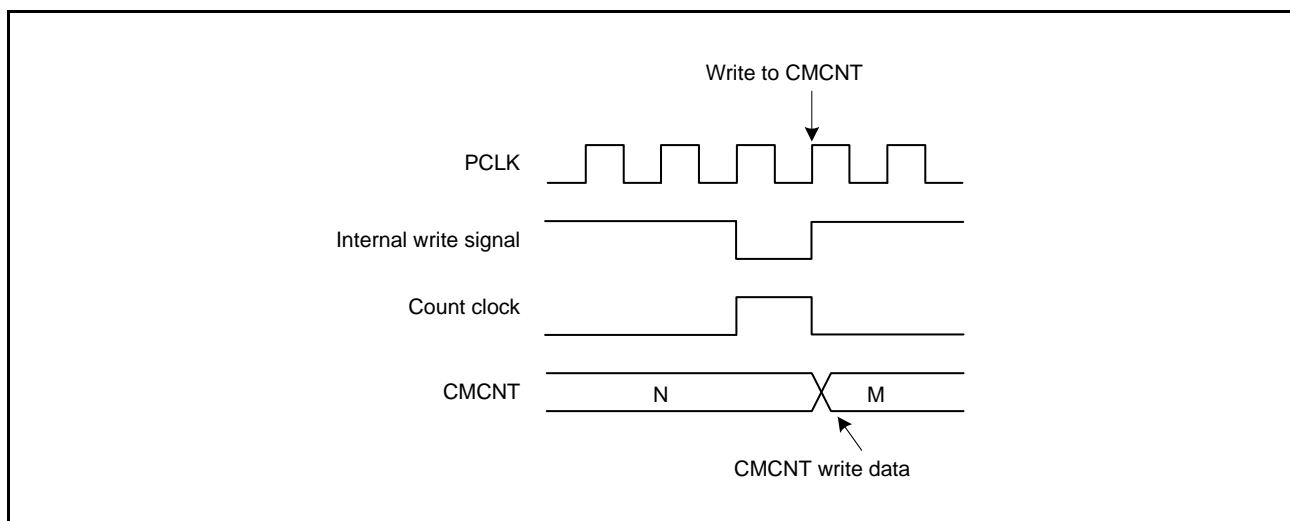 Write to CMCNT
PCLK
Internal write signal
Count clock
CMCNT
N
M
CMCNT write data